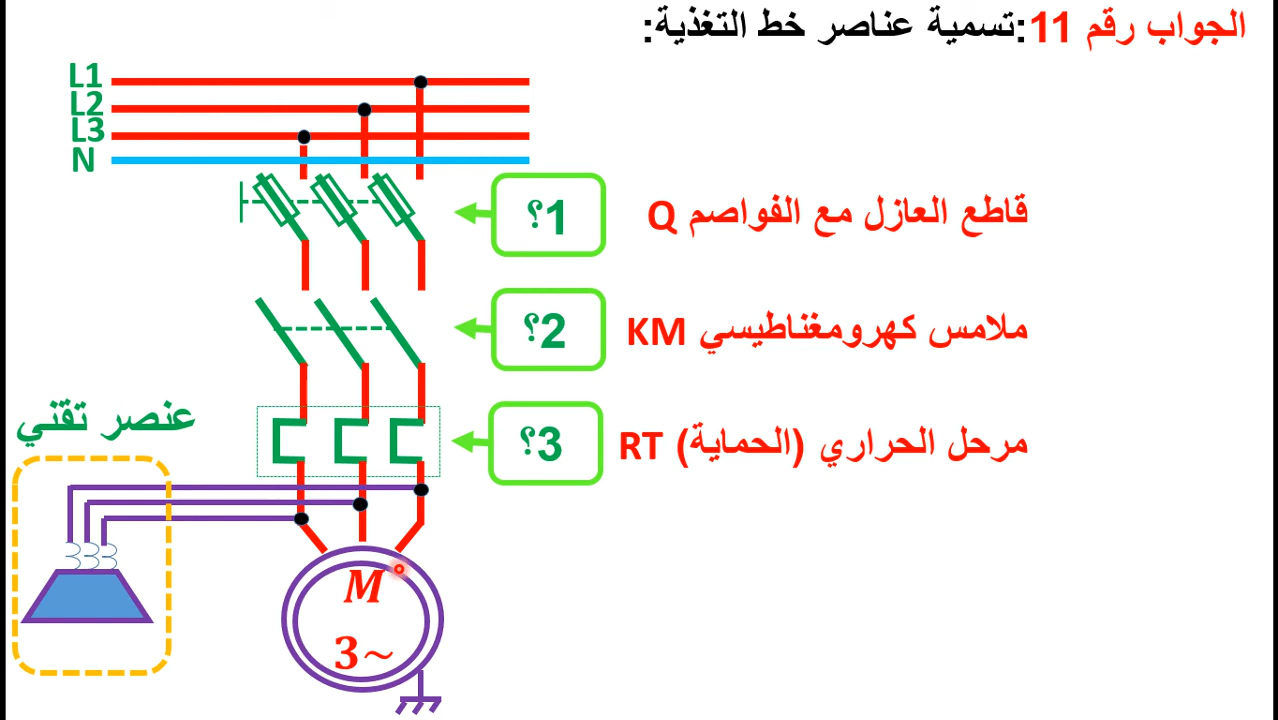 الجواب رقم 11:تسمية عناصر خط التغذية:
L1
L2
L3
N
1؟
قاطع العازل مع الفواصم Q
2؟
ملامس كهرومغناطيسي KM
3؟
مرحل الحراري (الحماية) RT
عنصر تقني
M
3~